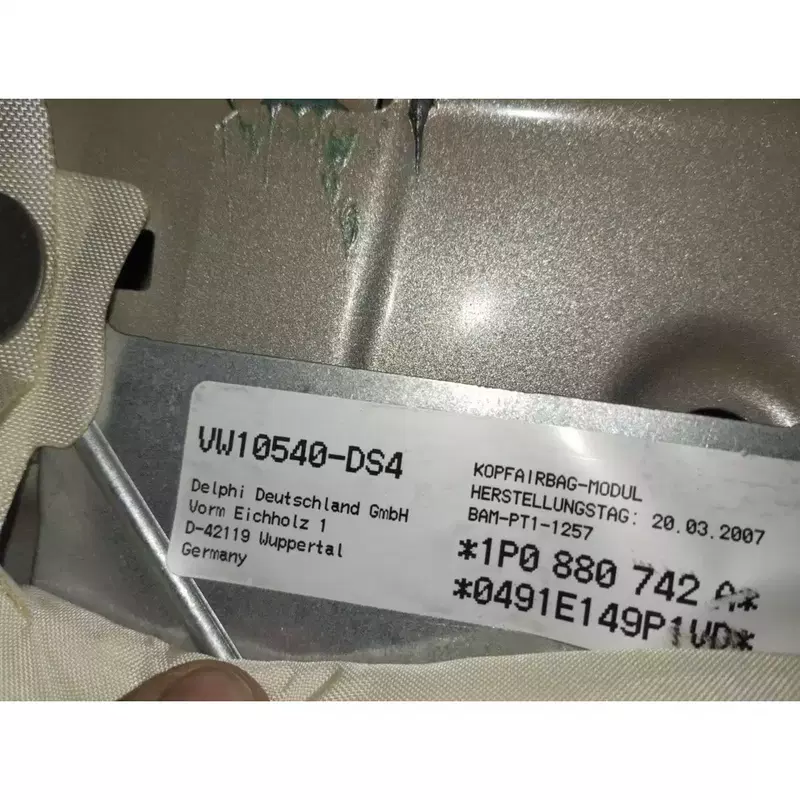 VW10540-DS4
Delphi Deutschland GmbH
Vorm Eichholz 1
D-42119 Wuppertal
Germany
KOPFAIRBAG-MODUL
HERSTELLUNGSTAG: 20.03.2007
BAM-PT1-1257
*1P0 880 742 A*
*0491E149P1VD*